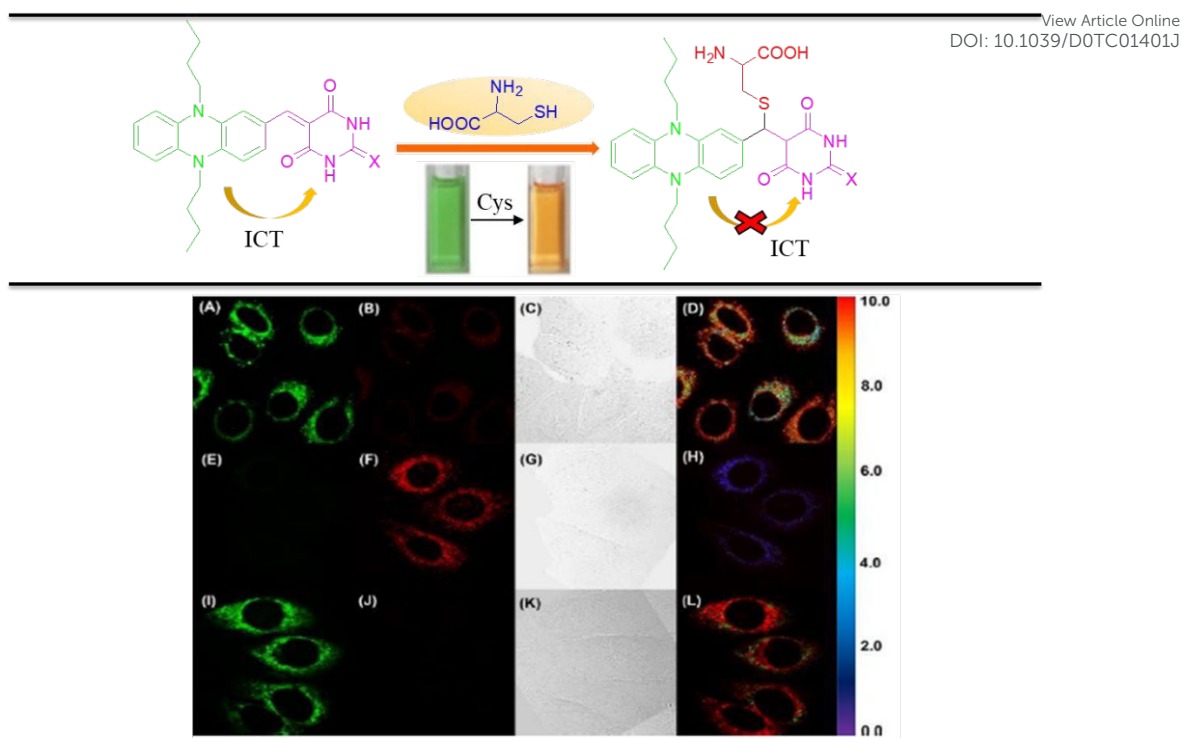 View Article Online
DOI: 10.1039/D0TC01401J
N
N
O
O
NH
N
H
X
ICT
NH2
HOOC
SH
Cys
H2N
COOH
S
N
N
O
O
NH
N
H
X
ICT
(A)
(B)
(C)
(D)
10.0
8.0
(E)
(F)
(G)
(H)
6.0
4.0
(I)
(J)
(K)
(L)
2.0
0.0